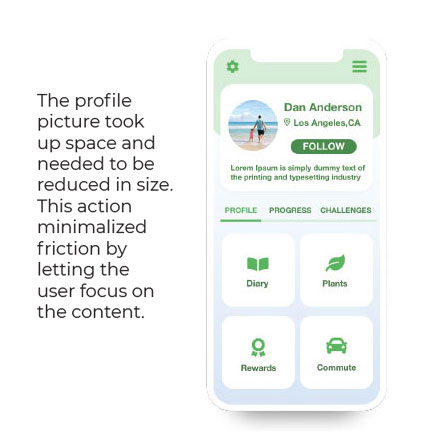 The profile
picture took
up space and
needed to be
reduced in size.
This action
minimalized
friction by
letting the
user focus on
the content.
Dan Anderson
Los Angeles,CA
FOLLOW
Lorem Ipsum is simply dummy text of
the printing and typesetting industry
PROFILE PROGRESS CHALLENGES
Diary
Plants
Rewards
Commute